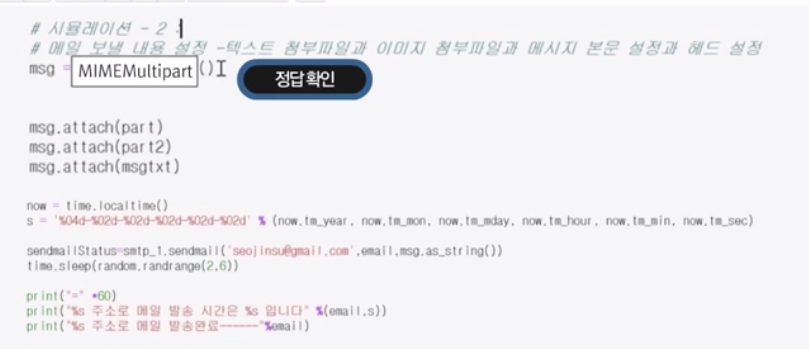 # 시뮬레이션 - 2 :
# 메일 보낼 내용 설정 -텍스트 첨부파일과 이미지 첨부파일과 메시지 본문 설정과 헤드 설정
msg = MIMEMultipart ()
정답 확인
msg.attach(part)
msg.attach(part2)
msg.attach(msgtxt)
now = time.localtime()
s = '%04d-%02d-%02d-%02d-%02d-%02d' % (now.tm_year, now.tm_mon, now.tm_mday, now.tm_hour, now.tm_min, now.tm_sec)
sendmailStatus=smtp_1.sendmail('seojinsu@gmail.com',email,msg.as_string())
time.sleep(random.randrange(2,6))
print("=" *60)
print("%s 주소로 메일 발송 시간은 %s 입니다" %(email,s))
print("%s 주소로 메일 발송완료------"%email)